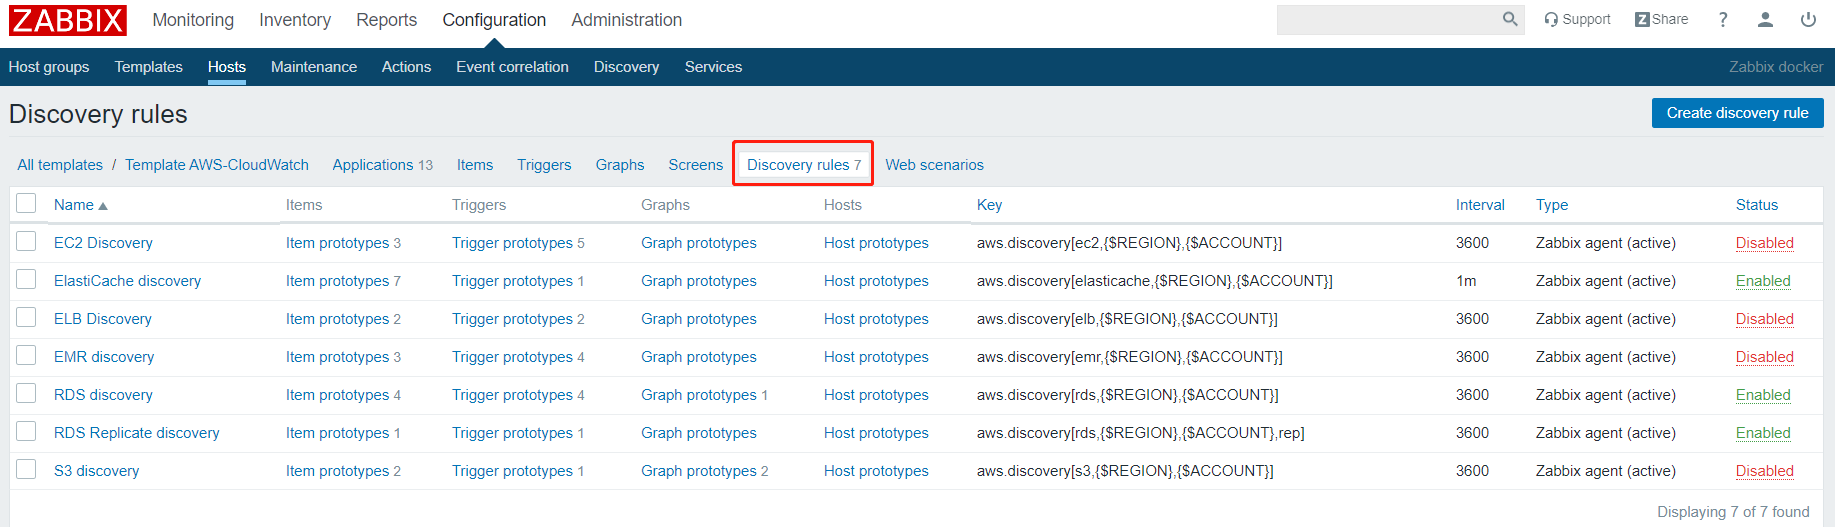 ZABBIX Monitoring Inventory Reports Configuration Administration Support Z Share ?
Host groups Templates Hosts Maintenance Actions Event correlation Discovery Services Zabbix docker
Discovery rules Create discovery rule
All templates / Template AWS-CloudWatch Applications 13 Items Triggers Graphs Screens Discovery rules 7 Web scenarios
Name Items Triggers Graphs Hosts Key Interval Type Status
EC2 Discovery Item prototypes 3 Trigger prototypes 5 Graph prototypes Host prototypes aws.discovery[ec2,{$REGION},{$ACCOUNT}] 3600 Zabbix agent (active) Disabled
ElastiCache discovery Item prototypes 7 Trigger prototypes 1 Graph prototypes Host prototypes aws.discovery[elasticache,{$REGION},{$ACCOUNT}] 1m Zabbix agent (active) Enabled
ELB Discovery Item prototypes 2 Trigger prototypes 2 Graph prototypes Host prototypes aws.discovery[elb,{$REGION},{$ACCOUNT}] 3600 Zabbix agent (active) Disabled
EMR discovery Item prototypes 3 Trigger prototypes 4 Graph prototypes Host prototypes aws.discovery[emr,{$REGION},{$ACCOUNT}] 3600 Zabbix agent (active) Disabled
RDS discovery Item prototypes 4 Trigger prototypes 4 Graph prototypes 1 Host prototypes aws.discovery[rds,{$REGION},{$ACCOUNT}] 3600 Zabbix agent (active) Enabled
RDS Replicate discovery Item prototypes 1 Trigger prototypes 1 Graph prototypes Host prototypes aws.discovery[rds,{$REGION},{$ACCOUNT},rep] 3600 Zabbix agent (active) Enabled
S3 discovery Item prototypes 2 Trigger prototypes 1 Graph prototypes 2 Host prototypes aws.discovery[s3,{$REGION},{$ACCOUNT}] 3600 Zabbix agent (active) Disabled
Displaying 7 of 7 found